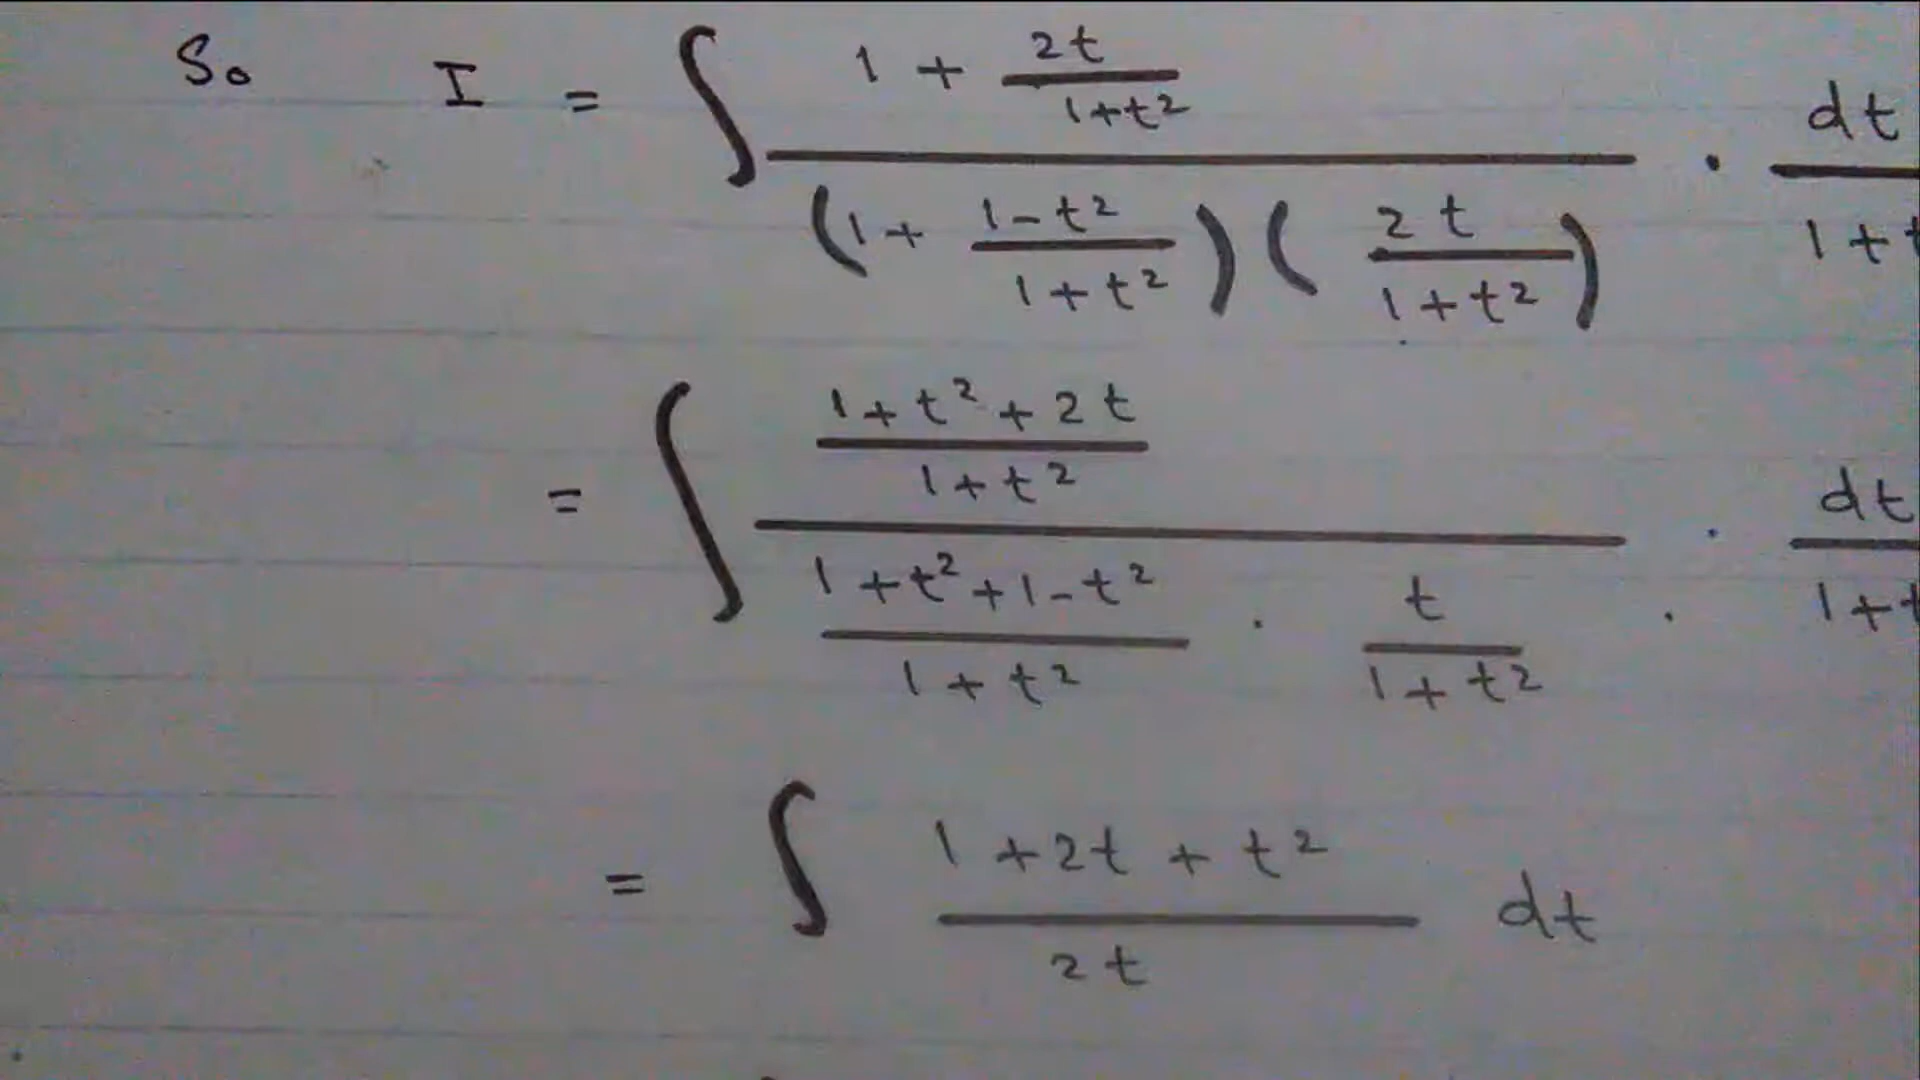 So I = ∫ (1 + 2t/(1+t²)) / ((1 + (1-t²)/(1+t²)) (2t/(1+t²))) · dt/(1+t
= ∫ ((1+t²+2t)/(1+t²)) / ((1+t²+1-t²)/(1+t²) · t/(1+t²)) · dt/(1+t
= ∫ (1+2t+t²)/(2t) dt